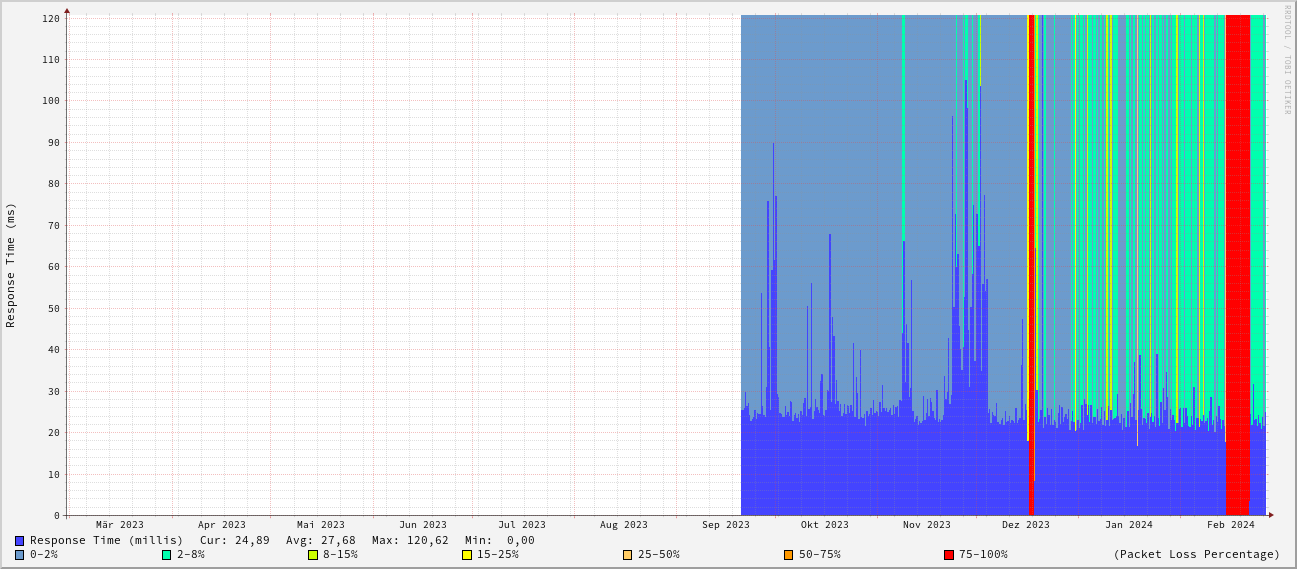 RRDTOOL / TOBI OETIKER
Response Time (ms)
120
110
100
90
80
70
60
50
40
30
20
10
0
Mär 2023 Apr 2023 Mai 2023 Jun 2023 Jul 2023 Aug 2023 Sep 2023 Okt 2023 Nov 2023 Dez 2023 Jan 2024 Feb 2024
Response Time (millis) Cur: 24,89 Avg: 27,68 Max: 120,62 Min: 0,00
0-2% 2-8% 8-15% 15-25% 25-50% 50-75% 75-100% (Packet Loss Percentage)